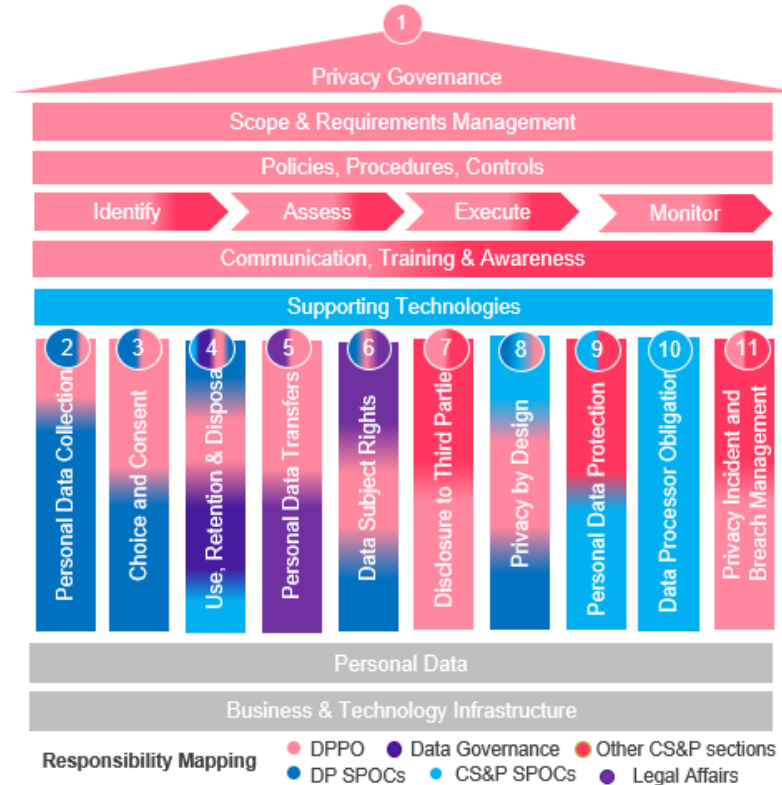 1
Privacy Governance
Scope & Requirements Management
Policies, Procedures, Controls
Identify
Assess
Execute
Monitor
Communication, Training & Awareness
Supporting Technologies
2
Personal Data Collection
3
Choice and Consent
4
Use, Retention & Disposa
5
Personal Data Transfers
6
Data Subject Rights
7
Disclosure to Third Partie
8
Privacy by Design
9
Personal Data Protection
10
Data Processor Obligation
11
Privacy Incident and
Breach Management
Personal Data
Business & Technology Infrastructure
Responsibility Mapping
DPPO
Data Governance
Other CS&P sections
DP SPOCs
CS&P SPOCs
Legal Affairs